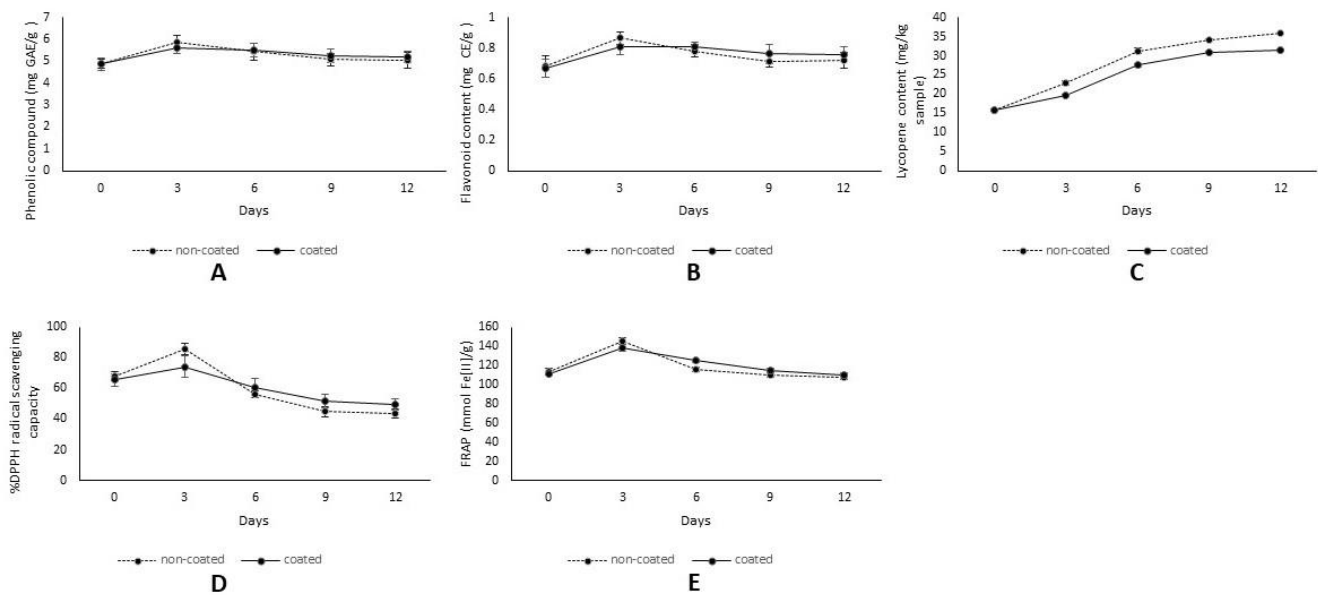 Phenolic compound (mg GAE/g )
7
6
5
4
3
2
1
0
0 3 6 9 12
Days
non-coated coated
A
Flavonoid content (mg CE/g )
1
0.8
0.6
0.4
0.2
0
0 3 6 9 12
Days
non-coated coated
B
Lycopene content (mg/kg
sample)
40
35
30
25
20
15
10
5
0
0 3 6 9 12
Days
non-coated coated
C
%DPPH radical scavenging
capacity
100
80
60
40
20
0
0 3 6 9 12
Days
non-coated coated
D
FRAP (mmol Fe[II]/g)
160
140
120
100
80
60
40
20
0
0 3 6 9 12
Days
non-coated coated
E